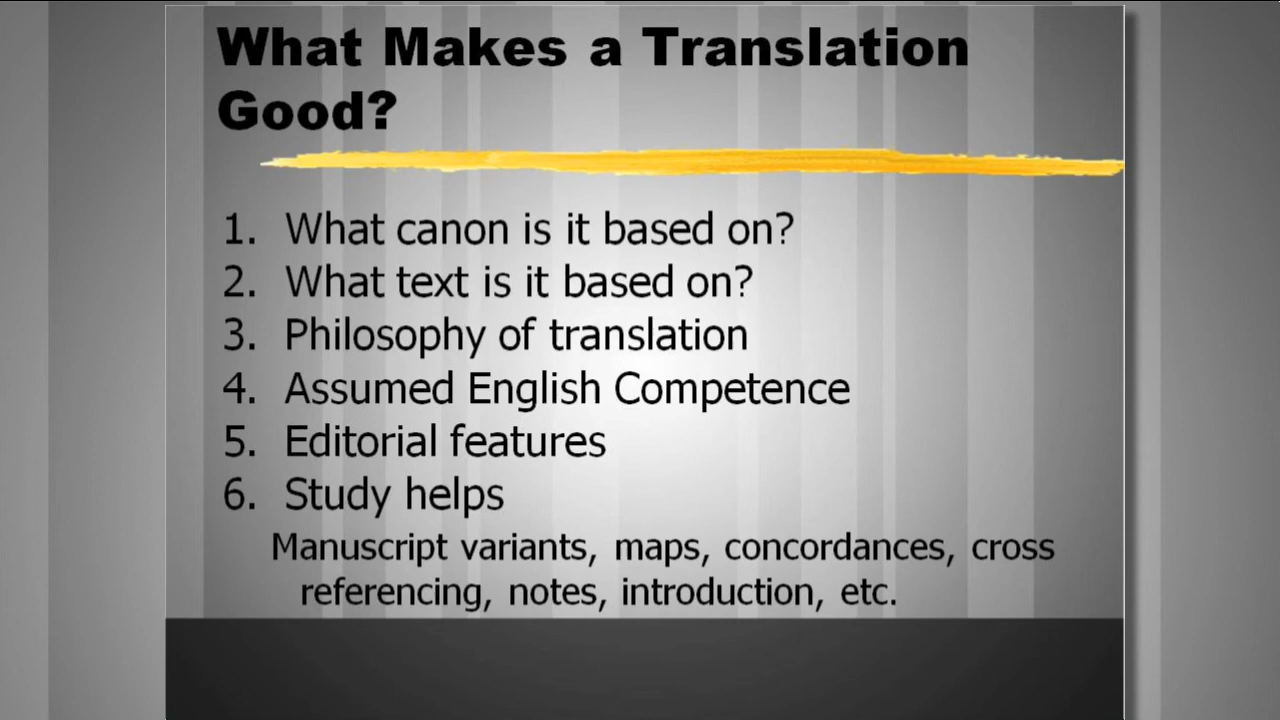 What Makes a Translation
Good?
1. What canon is it based on?
2. What text is it based on?
3. Philosophy of translation
4. Assumed English Competence
5. Editorial features
6. Study helps
Manuscript variants, maps, concordances, cross
referencing, notes, introduction, etc.